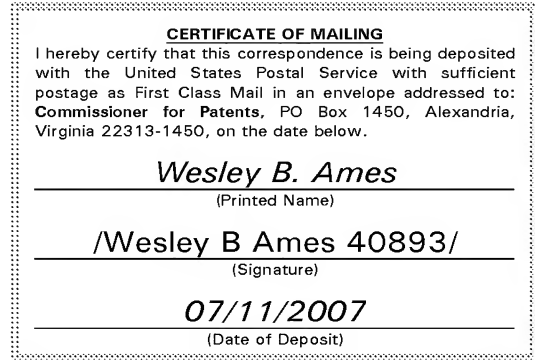 CERTIFICATE OF MAILING
I hereby certify that this correspondence is being deposited
with the United States Postal Service with sufficient
postage as First Class Mail in an envelope addressed to:
Commissioner for Patents, PO Box 1450, Alexandria,
Virginia 22313-1450, on the date below.
Wesley B. Ames
(Printed Name)
/Wesley B Ames 40893/
(Signature)
07/11/2007
(Date of Deposit)